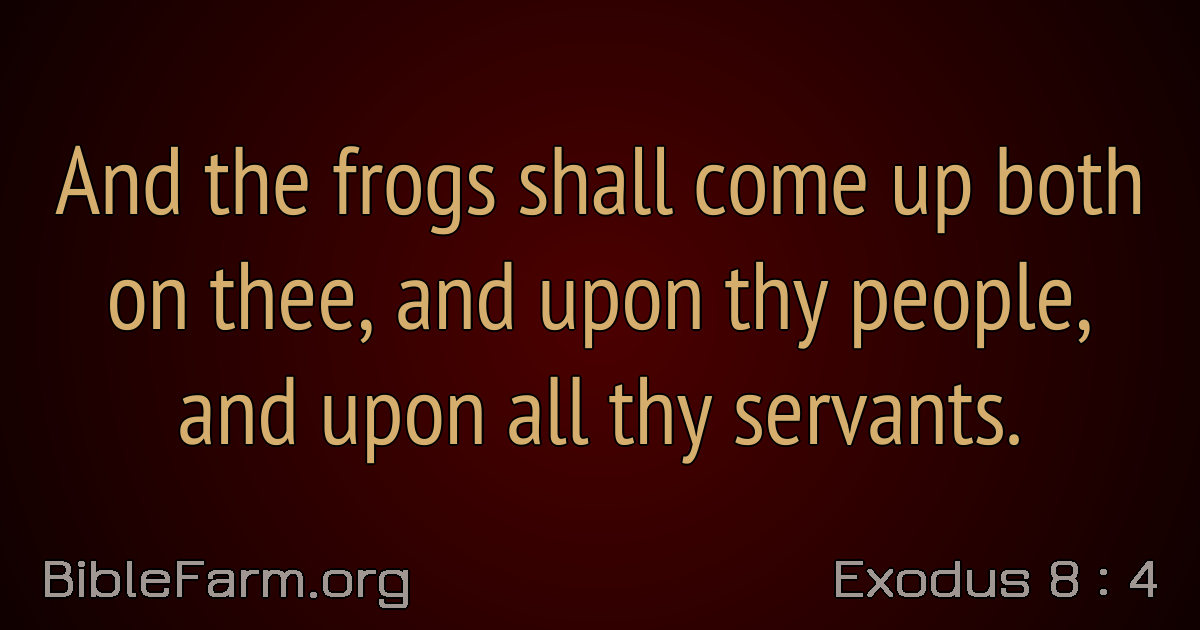 And the frogs shall come up both
on thee, and upon thy people,
and upon all thy servants.
BibleFarm.org
Exodus 8 : 4